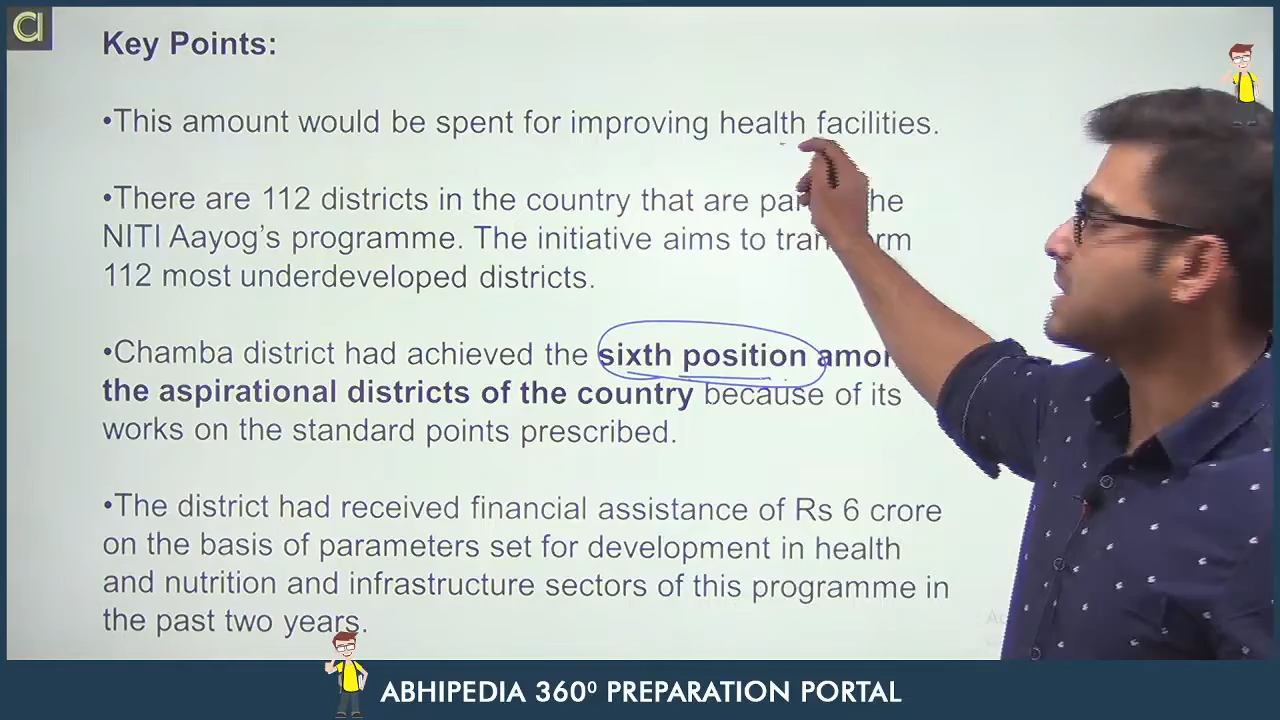 Key Points:
•This amount would be spent for improving health facilities.
•There are 112 districts in the country that are par he
NITI Aayog’s programme. The initiative aims to tran rm
112 most underdeveloped districts.
•Chamba district had achieved the sixth position amon
the aspirational districts of the country because of its
works on the standard points prescribed.
•The district had received financial assistance of Rs 6 crore
on the basis of parameters set for development in health
and nutrition and infrastructure sectors of this programme in
the past two years.
ABHIPEDIA 360⁰ PREPARATION PORTAL